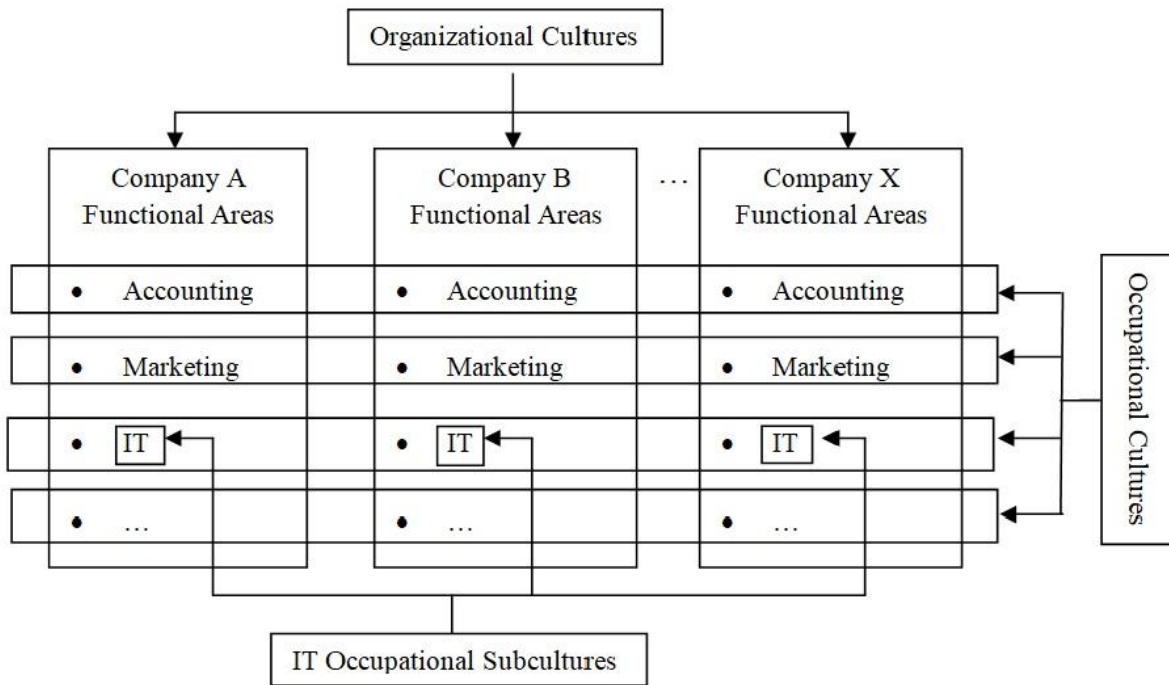 Organizational Cultures
Company A
Functional Areas
Company B
Functional Areas
…
Company X
Functional Areas
• Accounting
• Accounting
• Accounting
• Marketing
• Marketing
• Marketing
• IT
• IT
• IT
• …
• …
• …
Occupational Cultures
IT Occupational Subcultures